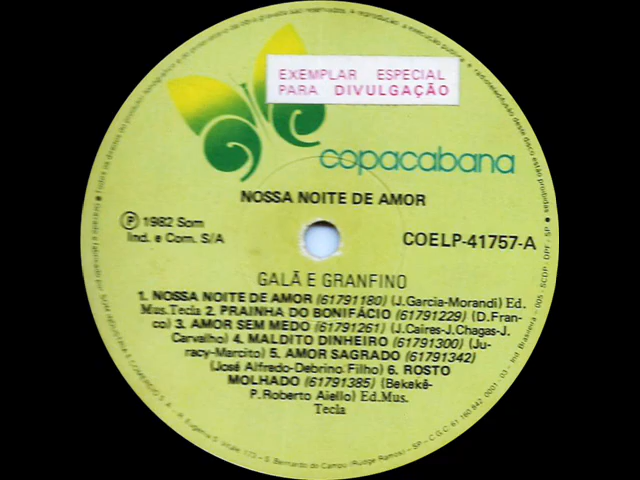 EXEMPLAR ESPECIAL
PARA DIVULGAÇÃO
copacabana
NOSSA NOITE DE AMOR
Ⓟ 1982 Som
Ind. e Com. S/A
COELP-41757-A
GALÃ E GRANFINO
1. NOSSA NOITE DE AMOR (61791180) (J.Garcia-Morandi) Ed.
Mus.Tecla 2. PRAINHA DO BONIFÁCIO (61791229) (D.Fran-
co) 3. AMOR SEM MEDO (61791261) (J.Caires-J.Chagas-J.
Carvalho) 4. MALDITO DINHEIRO (61791300) (Ju-
racy-Marcito) 5. AMOR SAGRADO (61791342)
(José Alfredo-Debrino Filho) 6. ROSTO
MOLHADO (61791385) (Bekakê-
P.Roberto Aiello) Ed.Mus.
Tecla